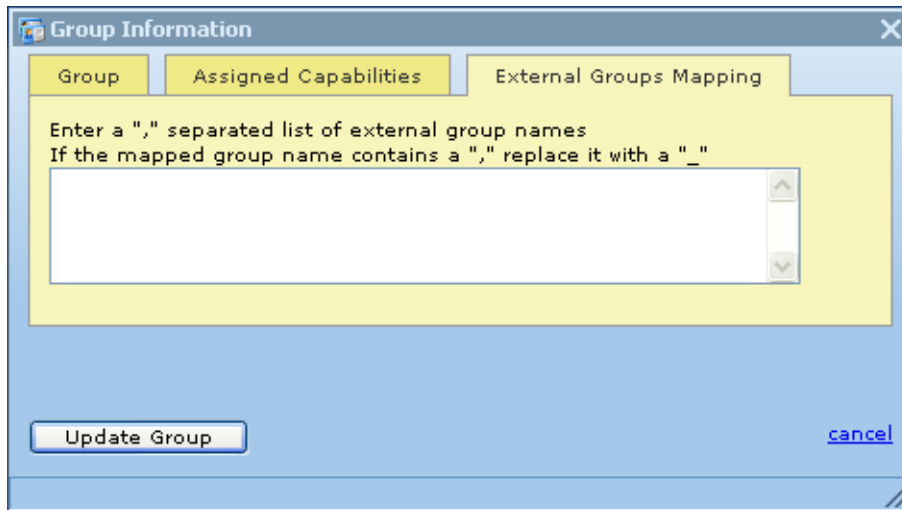 Group Information
Group
Assigned Capabilities
External Groups Mapping
Enter a "," separated list of external group names
If the mapped group name contains a "," replace it with a "_"
Update Group
cancel